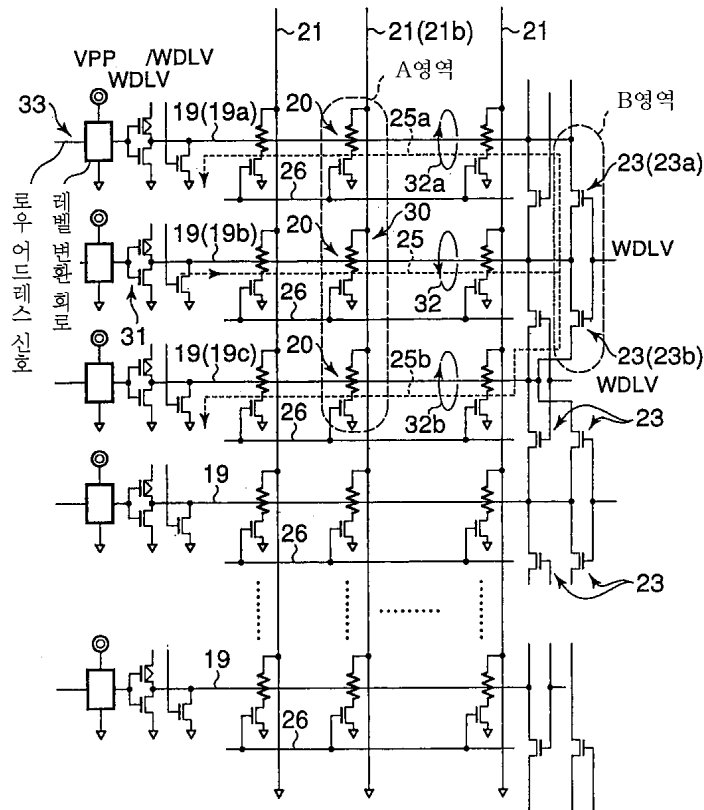 21
21(21b)
21
VPP
/WDLV
WDLV
A영역
B영역
33
19(19a)
20
25a
23(23a)
26
32a
30
19(19b)
20
25
WDLV
31
26
32
19(19c)
20
25b
23(23b)
WDLV
26
32b
23
19
26
23
19
26
로우 어드레스 신호
레벨 변환 회로